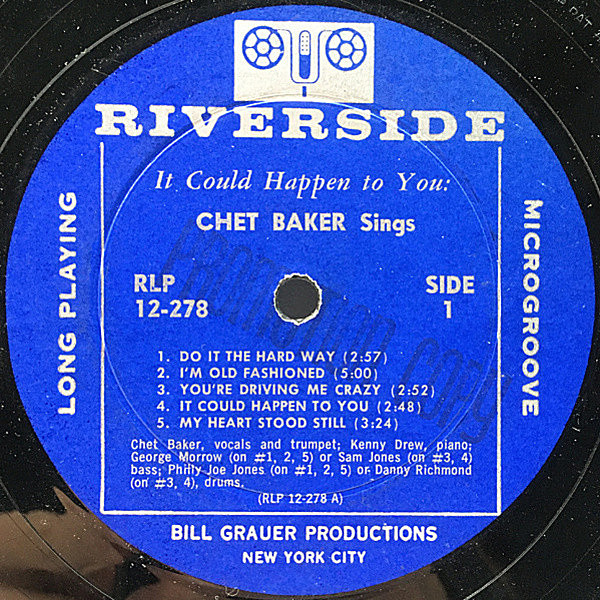 RIVERSIDE
It Could Happen to You:
CHET BAKER Sings
LONG PLAYING
MICROGROOVE
RLP
12-278
SIDE
1
PROMOTION COPY
1. DO IT THE HARD WAY (2:57)
2. I'M OLD FASHIONED (5:00)
3. YOU'RE DRIVING ME CRAZY (2:52)
4. IT COULD HAPPEN TO YOU (2:48)
5. MY HEART STOOD STILL (3:24)
Chet Baker, vocals and trumpet; Kenny Drew, piano;
George Morrow (on #1, 2, 5) or Sam Jones (on #3, 4)
bass; Philly Joe Jones (on #1, 2, 5) or Danny Richmond
(on #3, 4), drums.
(RLP 12-278 A)
BILL GRAUER PRODUCTIONS
NEW YORK CITY